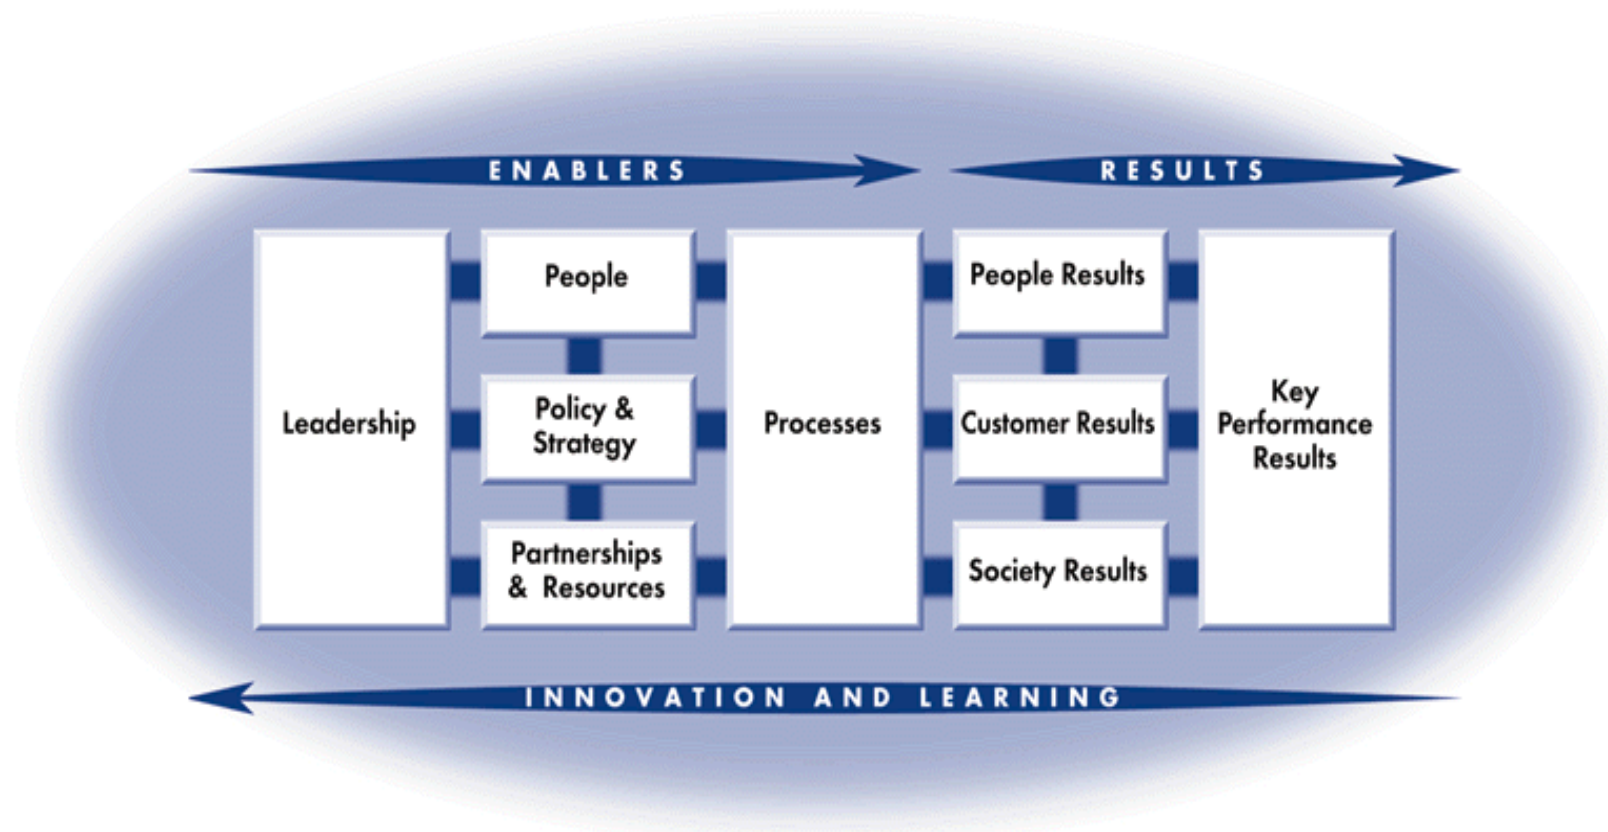 ENABLERS
RESULTS
Leadership
People
Policy &
Strategy
Partnerships
& Resources
Processes
People Results
Customer Results
Society Results
Key
Performance
Results
INNOVATION AND LEARNING